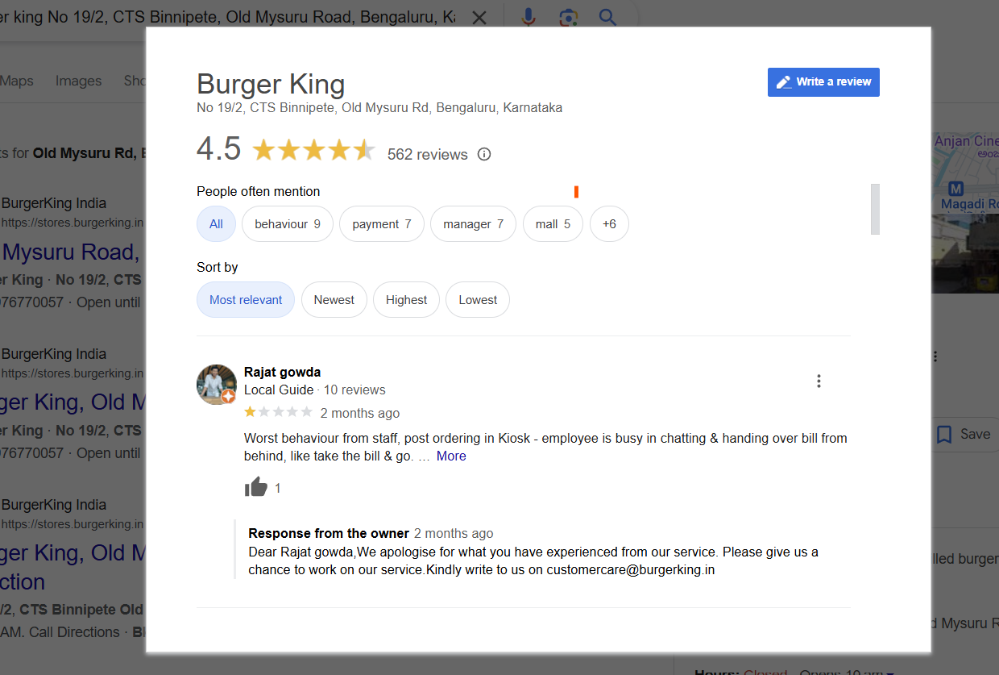 er king No 19/2, CTS Binnipete, Old Mysuru Road, Bengaluru, Ka
Maps Images Sho
Burger King
Write a review
No 19/2, CTS Binnipete, Old Mysuru Rd, Bengaluru, Karnataka
4.5 562 reviews
ts for Old Mysuru Rd, B
People often mention
All behaviour 9 payment 7 manager 7 mall 5 +6
Sort by
Most relevant Newest Highest Lowest
Rajat gowda
Local Guide · 10 reviews
2 months ago
Worst behaviour from staff, post ordering in Kiosk - employee is busy in chatting & handing over bill from
behind, like take the bill & go. … More
1
Response from the owner 2 months ago
Dear Rajat gowda,We apologise for what you have experienced from our service. Please give us a
chance to work on our service.Kindly write to us on customercare@burgerking.in
BurgerKing India
https://stores.burgerking.in
Mysuru Road,
er King · No 19/2, CTS
076770057 · Open until
BurgerKing India
https://stores.burgerking.in
ger King, Old M
er King · No 19/2, CTS
076770057 · Open until
BurgerKing India
https://stores.burgerking.in
ger King, Old M
ction
/2, CTS Binnipete Old
AM. Call Directions ·
Anjan Cine
M
Magadi Ro
Save
lled burger
d Mysuru R
Hours: Closed · Opens 10 am